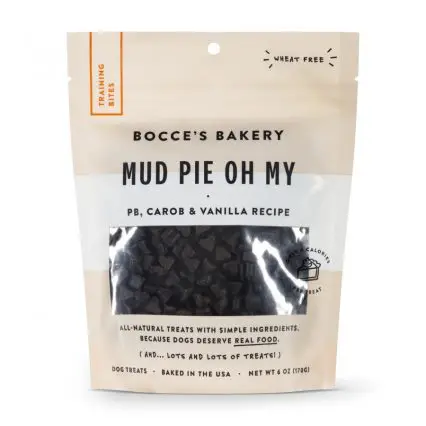 TRAINING
BITES
WHEAT FREE
BOCCE'S BAKERY
MUD PIE OH MY
PB, CAROB & VANILLA RECIPE
CALORIES
TREAT
ALL-NATURAL TREATS WITH SIMPLE INGREDIENTS,
BECAUSE DOGS DESERVE REAL FOOD.
(AND... LOTS AND LOTS OF TREATS!)
DOG TREATS · BAKED IN THE USA · NET WT 6 OZ (170G)